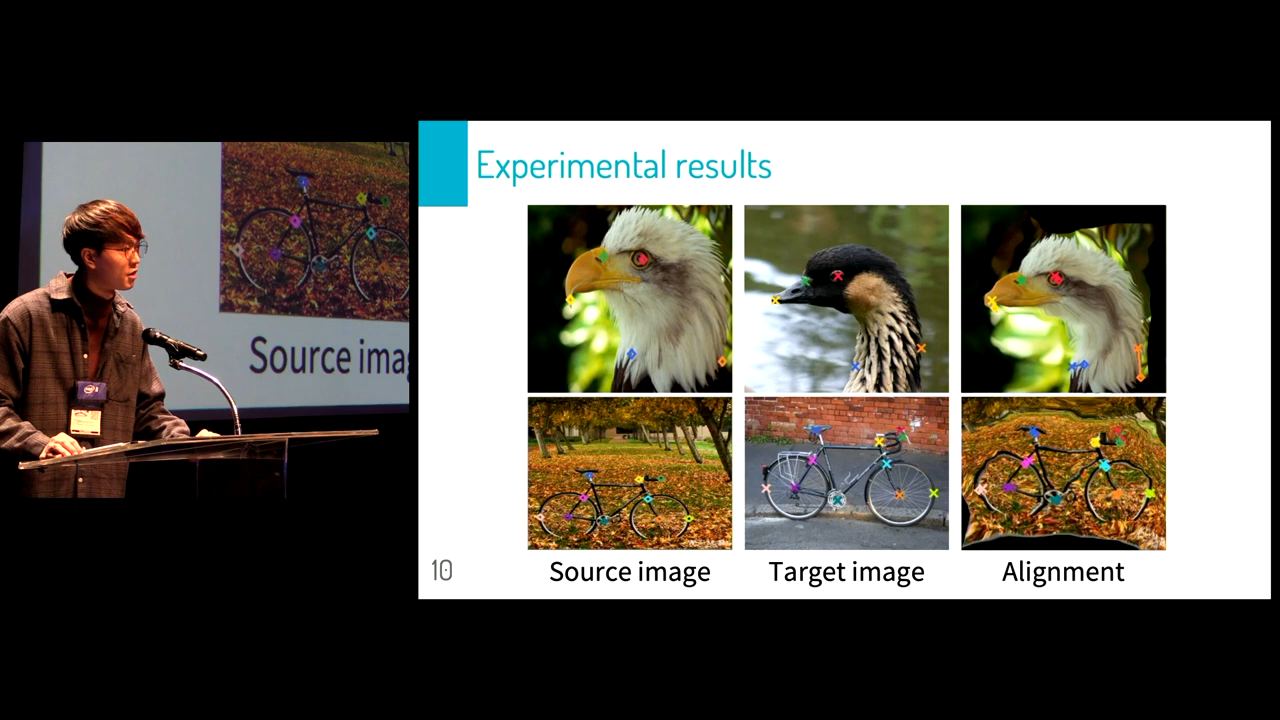 Source imag
Experimental results
Source image
Target image
Alignment
10